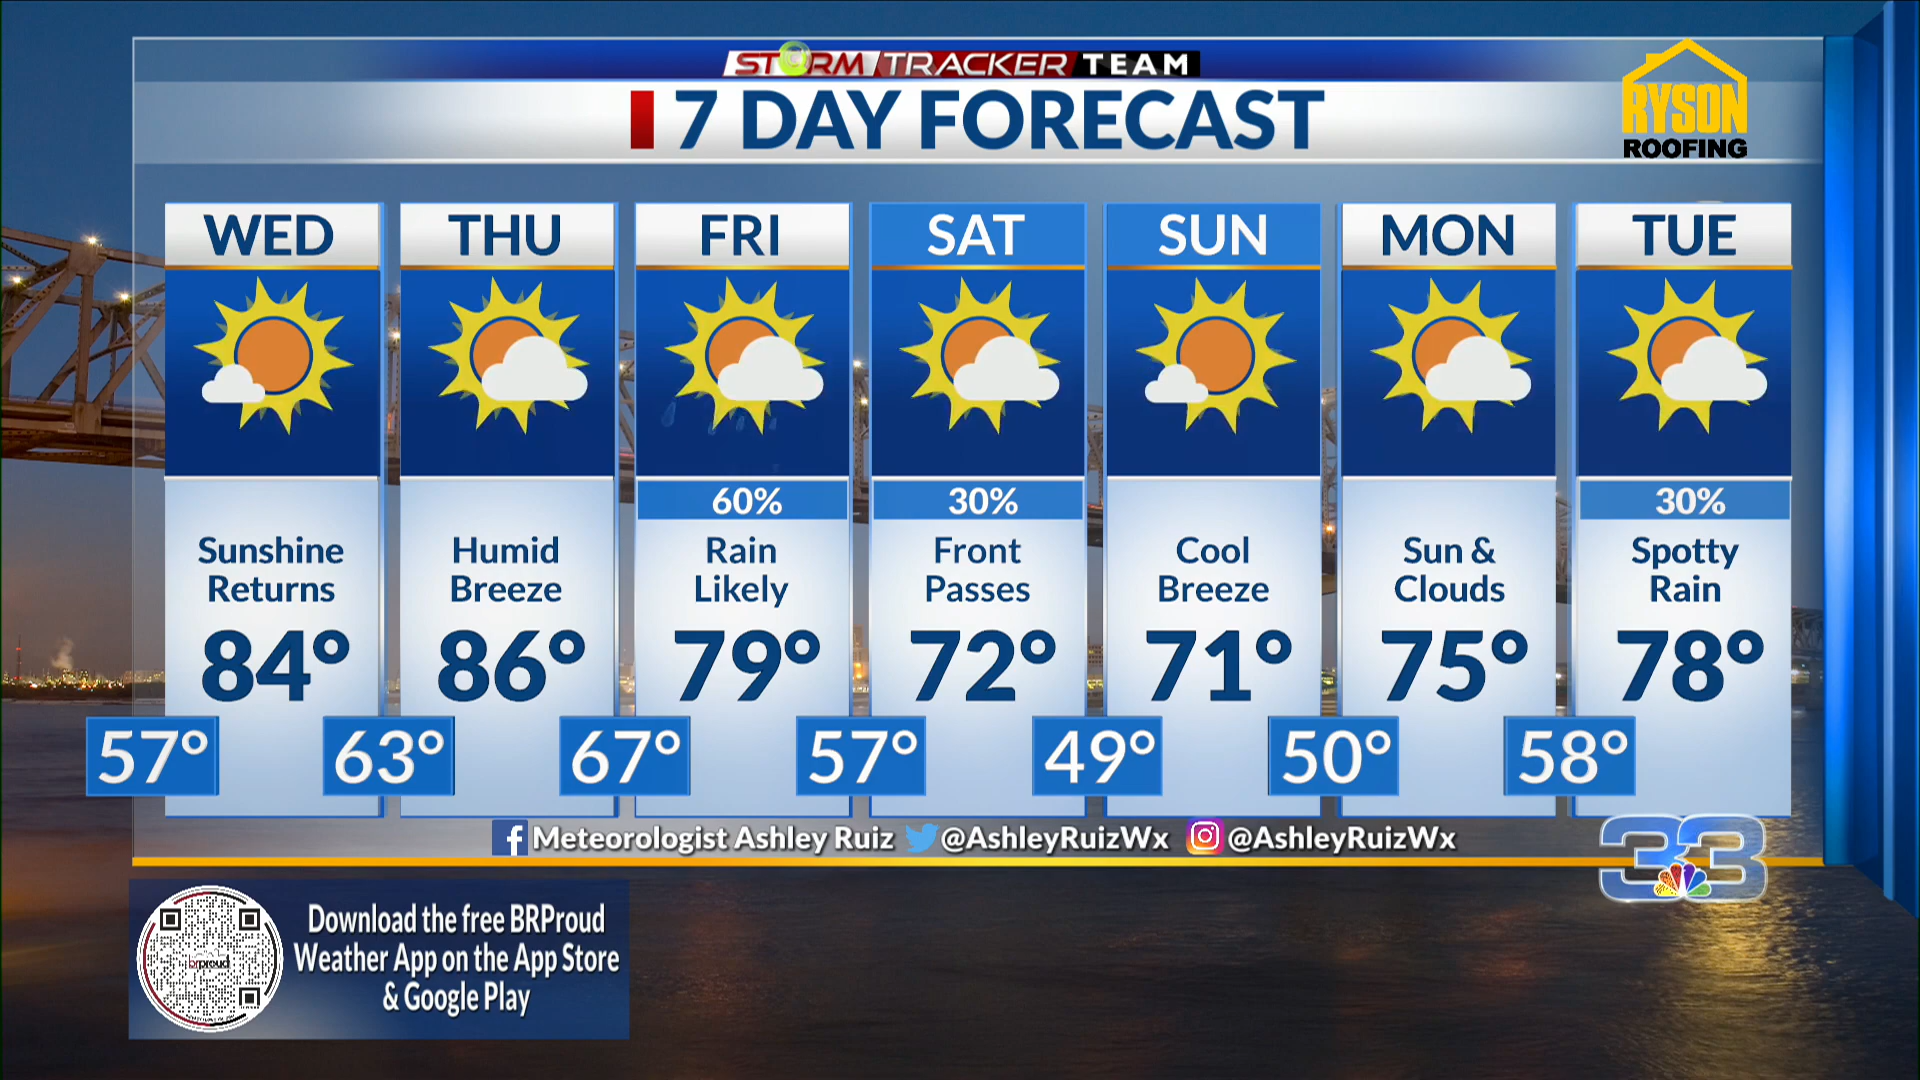 STORM TRACKER TEAM
7 DAY FORECAST
RYSON
ROOFING
WED THU FRI SAT SUN MON TUE
60% 30% 30%
Sunshine Humid Rain Front Cool Sun & Spotty
Returns Breeze Likely Passes Breeze Clouds Rain
84° 86° 79° 72° 71° 75° 78°
57° 63° 67° 57° 49° 50° 58°
Meteorologist Ashley Ruiz @AshleyRuizWx @AshleyRuizWx
33
brproud
Download the free BRProud
Weather App on the App Store
& Google Play